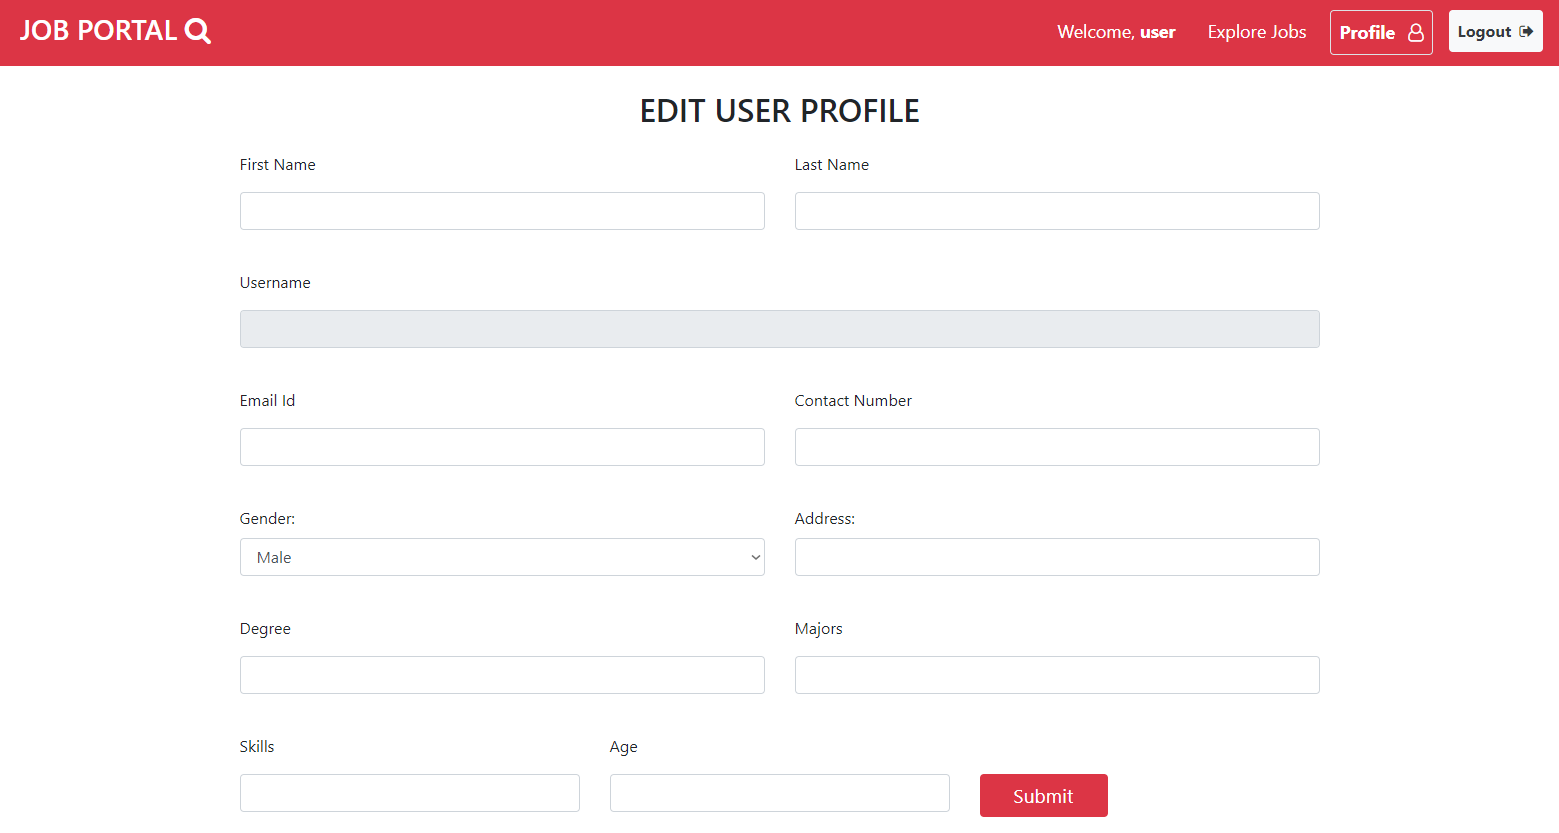 JOB PORTAL
Welcome, user
Explore Jobs
Profile
Logout
EDIT USER PROFILE
First Name
Last Name
Username
Email Id
Contact Number
Gender:
Address:
Male
Degree
Majors
Skills
Age
Submit